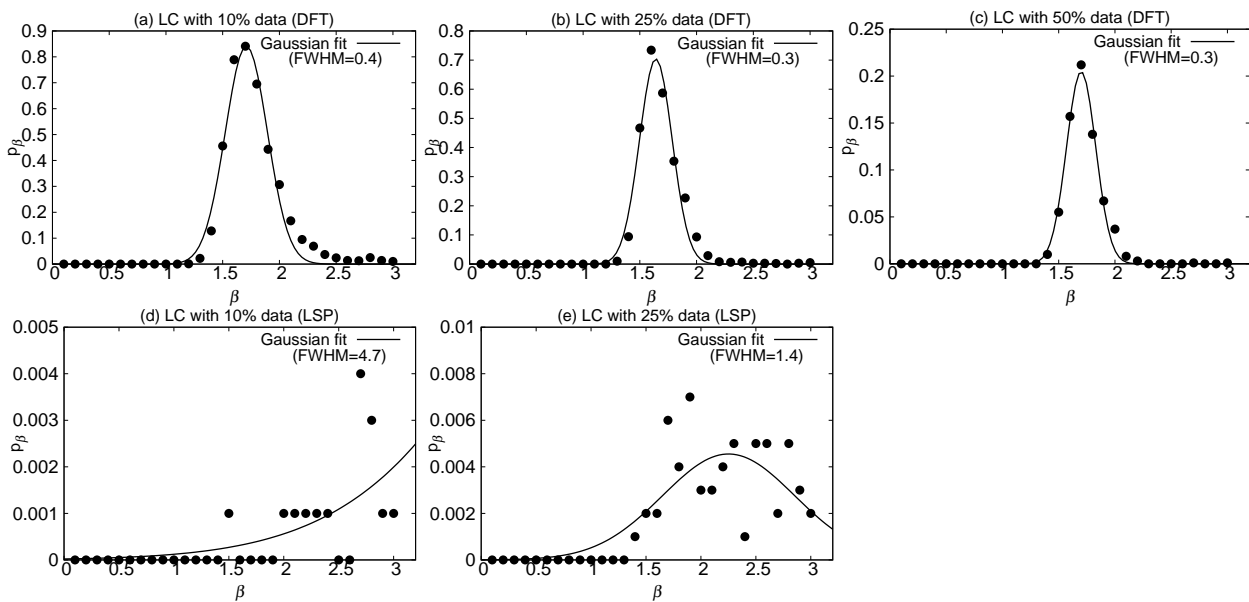 (a) LC with 10% data (DFT)
Gaussian fit
(FWHM=0.4)
pβ
0.9
0.8
0.7
0.6
0.5
0.4
0.3
0.2
0.1
0
0 0.5 1 1.5 2 2.5 3
β
(b) LC with 25% data (DFT)
Gaussian fit
(FWHM=0.3)
pβ
0.8
0.7
0.6
0.5
0.4
0.3
0.2
0.1
0
0 0.5 1 1.5 2 2.5 3
β
(c) LC with 50% data (DFT)
Gaussian fit
(FWHM=0.3)
pβ
0.25
0.2
0.15
0.1
0.05
0
0 0.5 1 1.5 2 2.5 3
β
(d) LC with 10% data (LSP)
Gaussian fit
(FWHM=4.7)
pβ
0.005
0.004
0.003
0.002
0.001
0
0 0.5 1 1.5 2 2.5 3
β
(e) LC with 25% data (LSP)
Gaussian fit
(FWHM=1.4)
pβ
0.01
0.008
0.006
0.004
0.002
0
0 0.5 1 1.5 2 2.5 3
β